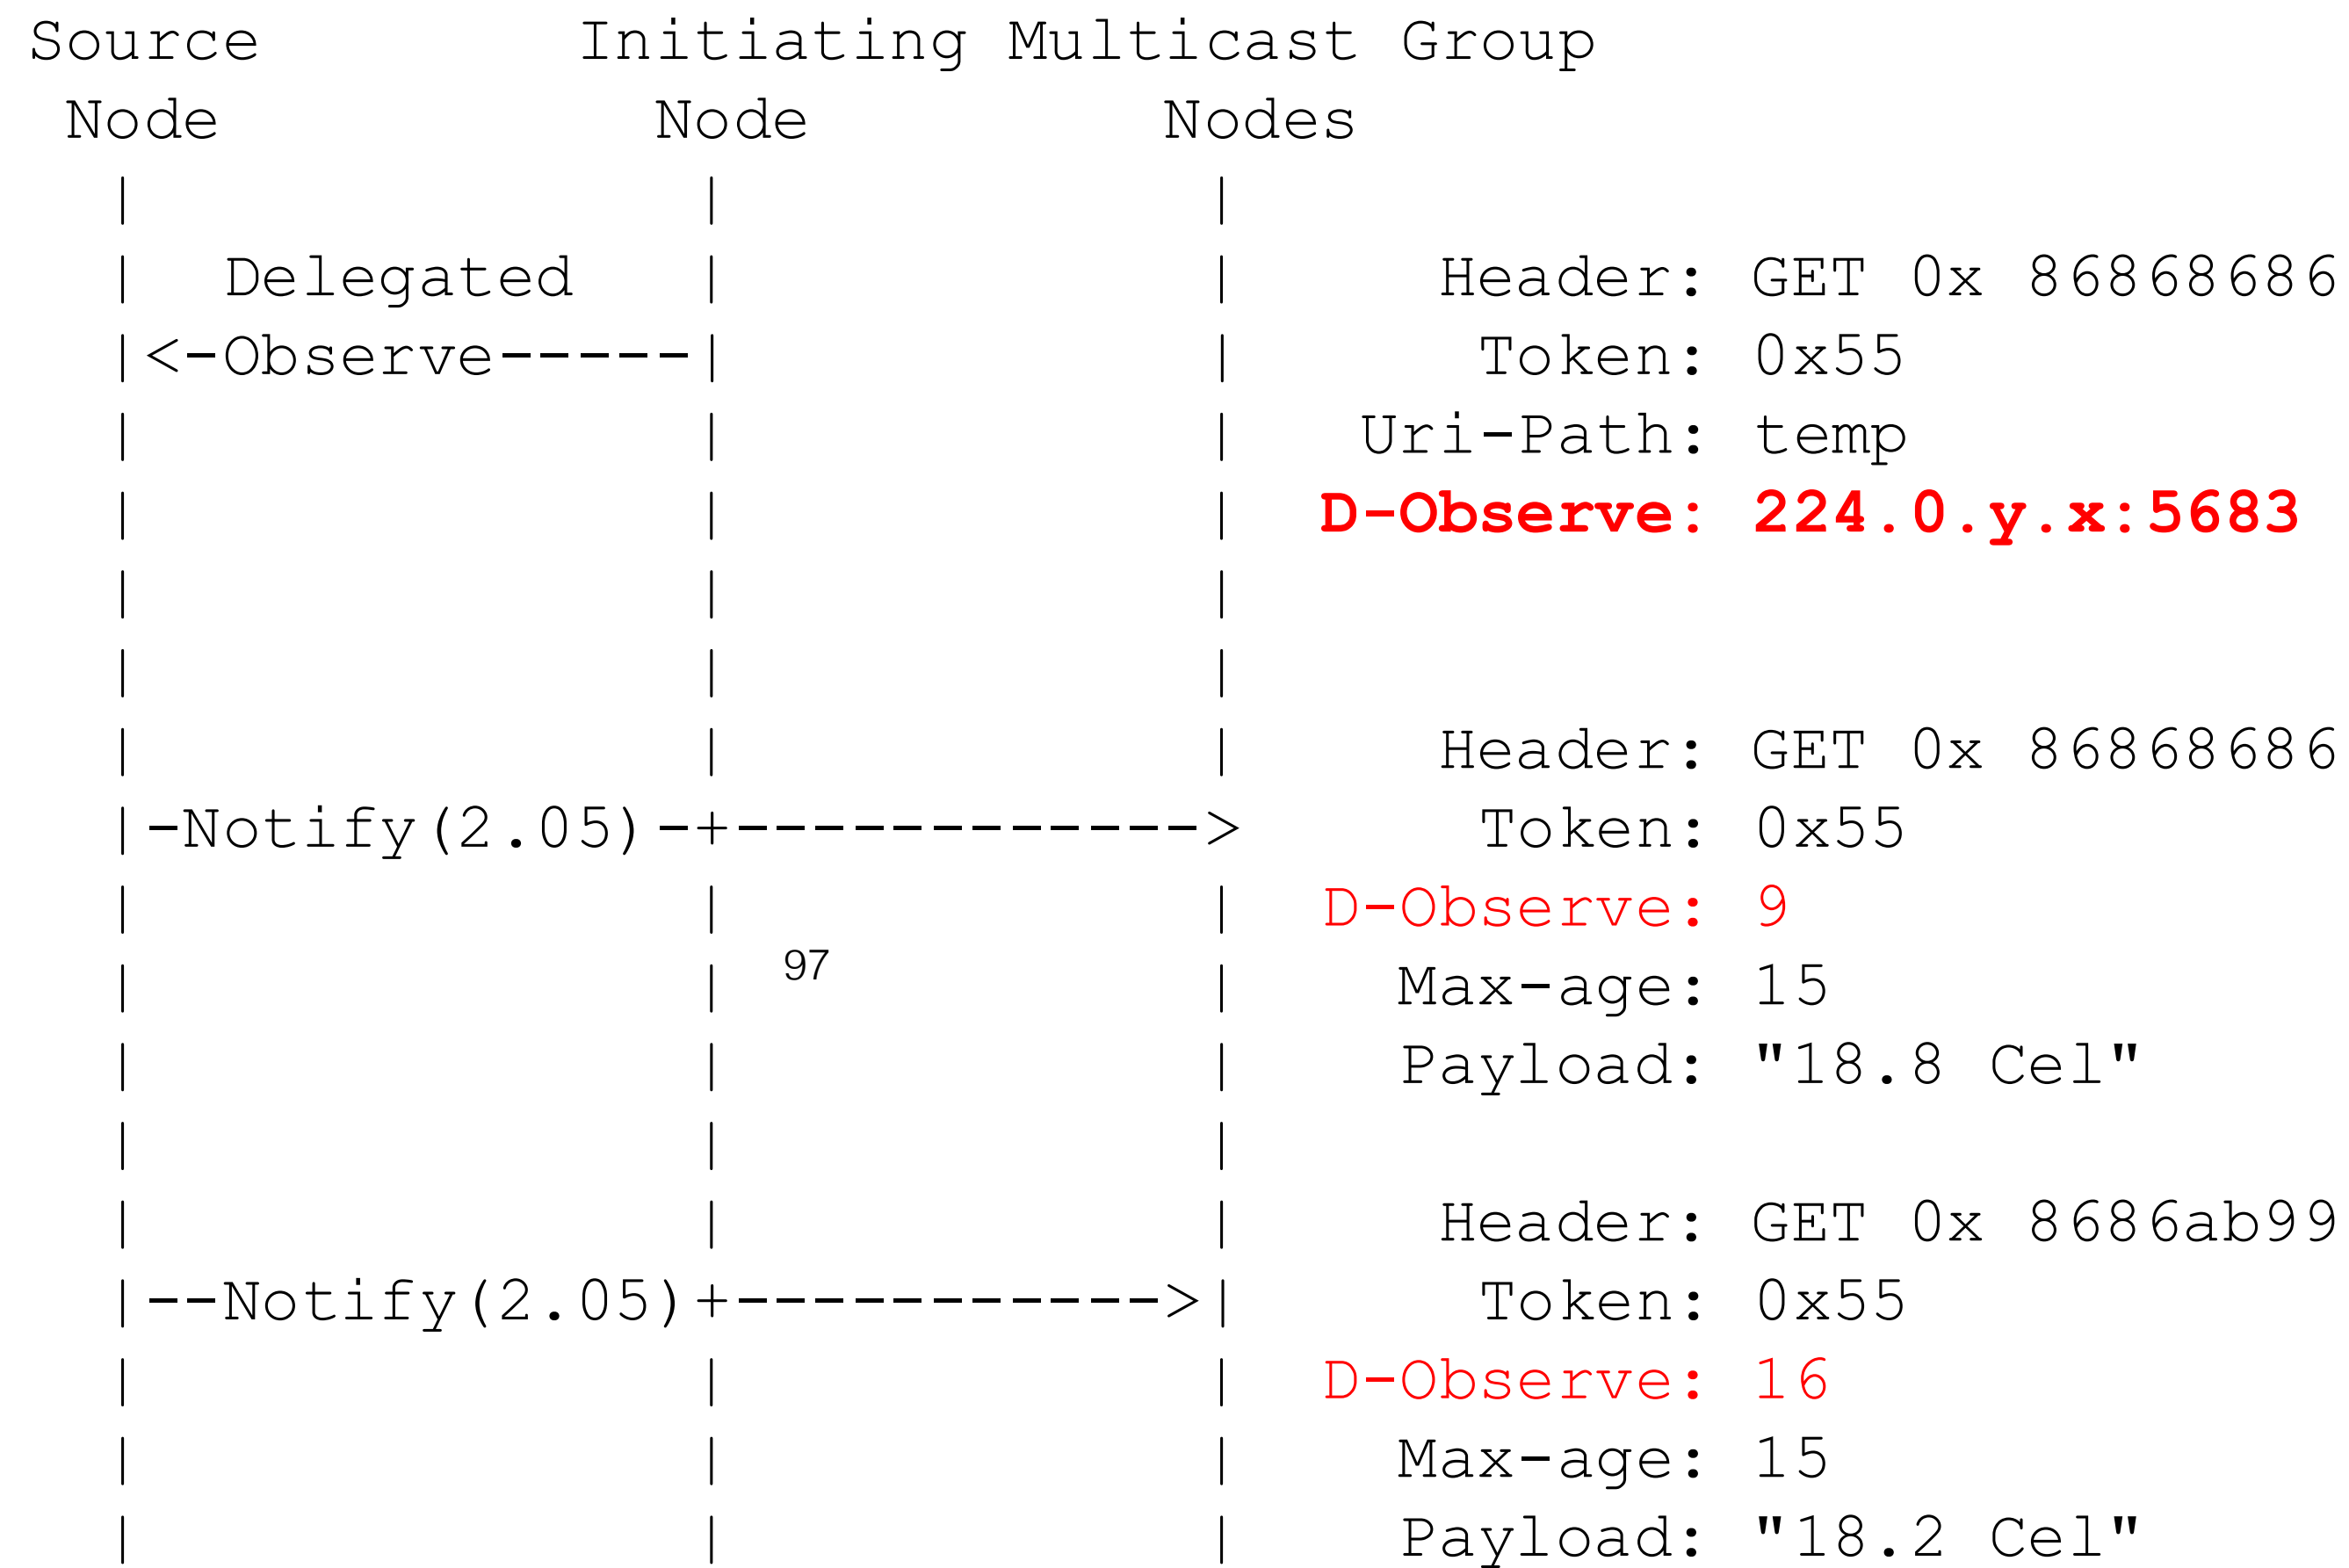 Source Initiating Multicast Group
Node Node Nodes
| | |
| Delegated | | Header: GET 0x 86868686
|<-Observe-----| | Token: 0x55
| | | Uri-Path: temp
| | | D-Observe: 224.0.y.x:5683
| | |
| | |
| | | Header: GET 0x 86868686
|-Notify(2.05)-+------------> Token: 0x55
| | | D-Observe: 9
97
| | | Max-age: 15
| | | Payload: "18.8 Cel"
| | |
| | | Header: GET 0x 8686ab99
|--Notify(2.05)+----------->| Token: 0x55
| | | D-Observe: 16
| | | Max-age: 15
| | | Payload: "18.2 Cel"